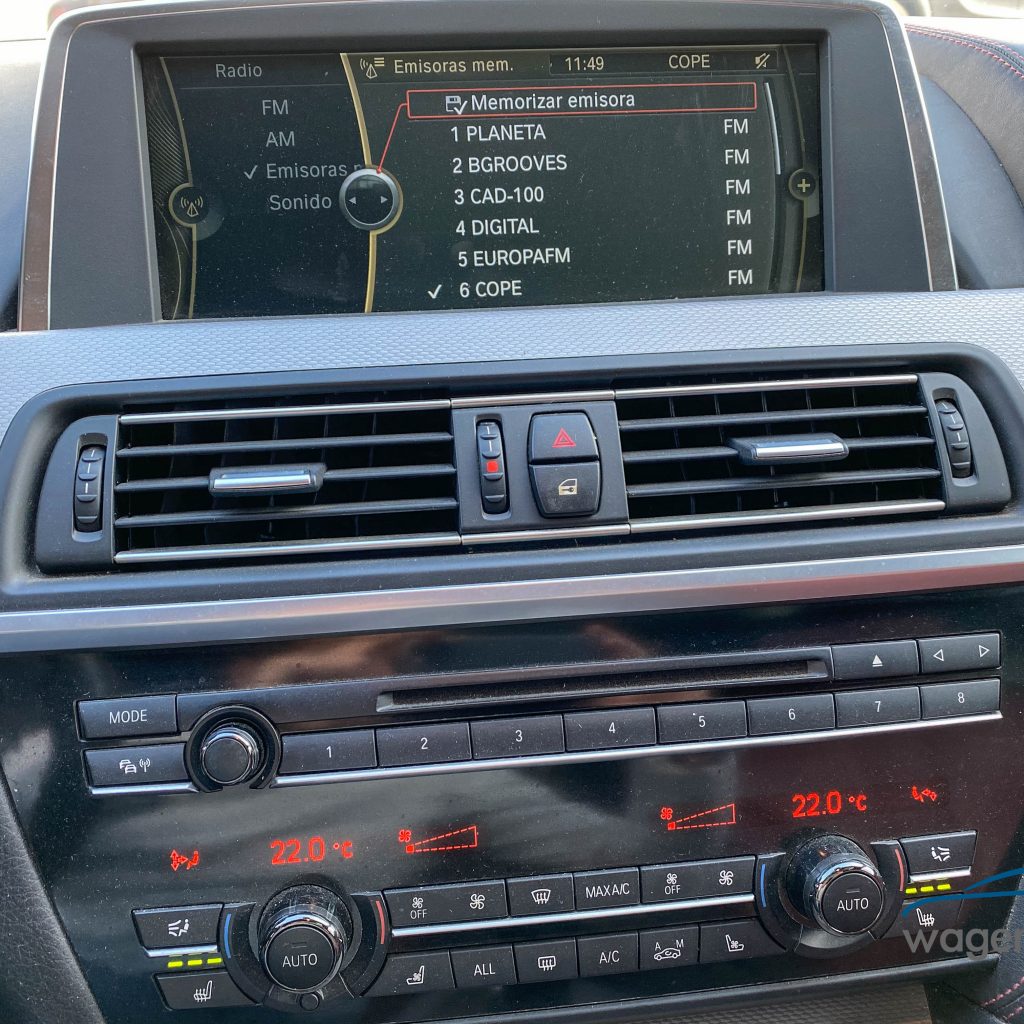 Radio
Emisoras mem. 11:49 COPE
FM
AM
Emisoras
Sonido
Memorizar emisora
1 PLANETA FM
2 BGROOVES FM
3 CAD-100 FM
4 DIGITAL FM
5 EUROPAFM FM
6 COPE FM
MODE
1 2 3 4 5 6 7 8
22.0 °C
22.0 °C
OFF
MAX A/C
OFF
AUTO
AUTO
ALL
A/C
A M
wager